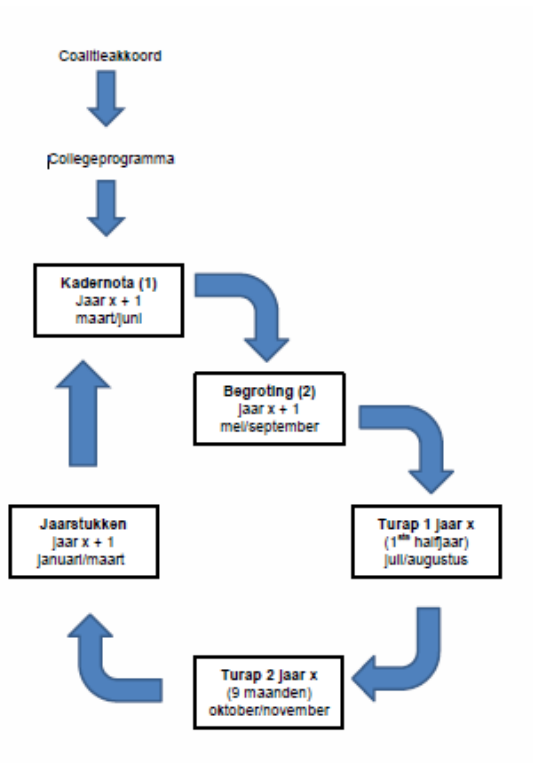 Coalitieakkoord
Collegeprogramma
Kadernota (1)
Jaar x + 1
maart/juni
Begroting (2)
jaar x + 1
mei/september
Turap 1 jaar x
(1ste halfjaar)
juli/augustus
Turap 2 jaar x
(9 maanden)
oktober/november
Jaarstukken
jaar x + 1
januari/maart